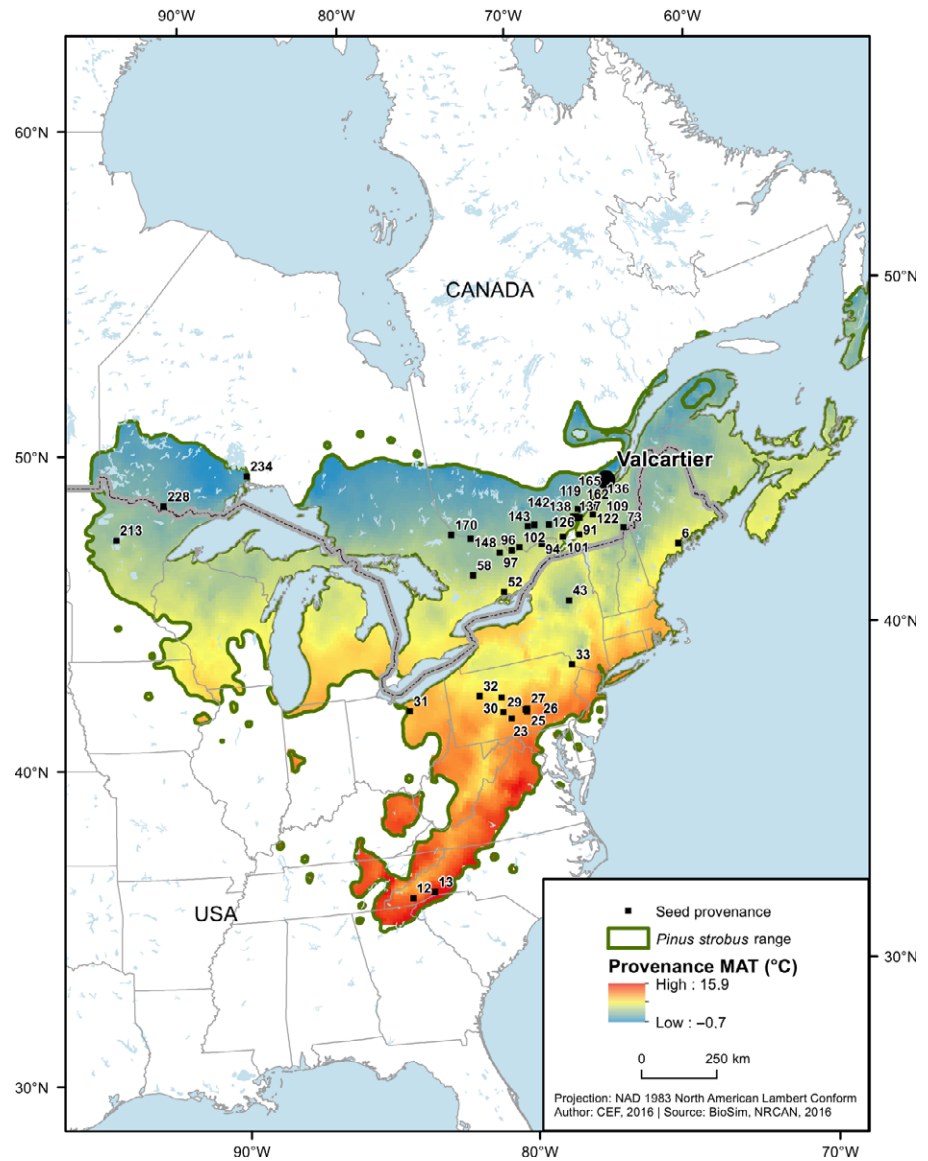 90°W 80°W 70°W 60°W
60°N
50°N
CANADA
50°N
Valcartier
234
165
136
119 162
228
142 138 137 109
213
170 143 126 122 73
148 96 102 91 6
97 94 101
58
52
43
40°N
33
32
27
31 29 26
30 25
23
40°N
12 13
USA
Seed provenance
Pinus strobus range
Provenance MAT (°C)
High : 15.9
Low : –0.7
30°N
0 250 km
30°N
Projection: NAD 1983 North American Lambert Conform
Author: CEF, 2016 | Source: BioSim, NRCAN, 2016
90°W 80°W 70°W